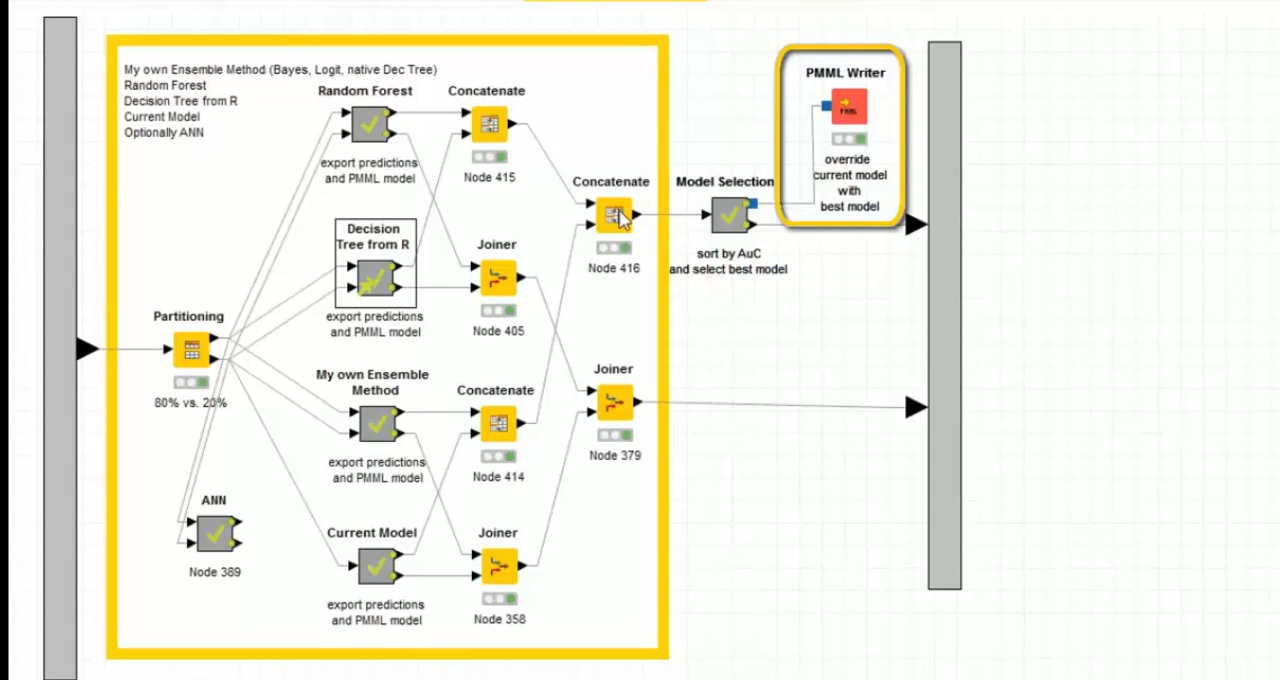 My own Ensemble Method (Bayes, Logit, native Dec Tree)
Random Forest
Decision Tree from R
Current Model
Optionally ANN
Random Forest
export predictions
and PMML model
Concatenate
Node 415
Decision
Tree from R
export predictions
and PMML model
Joiner
Node 405
Partitioning
80% vs. 20%
My own Ensemble
Method
export predictions
and PMML model
Concatenate
Node 414
ANN
Node 389
Current Model
export predictions
and PMML model
Joiner
Node 358
Concatenate
Node 416
Joiner
Node 379
Model Selection
sort by AuC
and select best model
PMML Writer
PMML
override
current model
with
best model